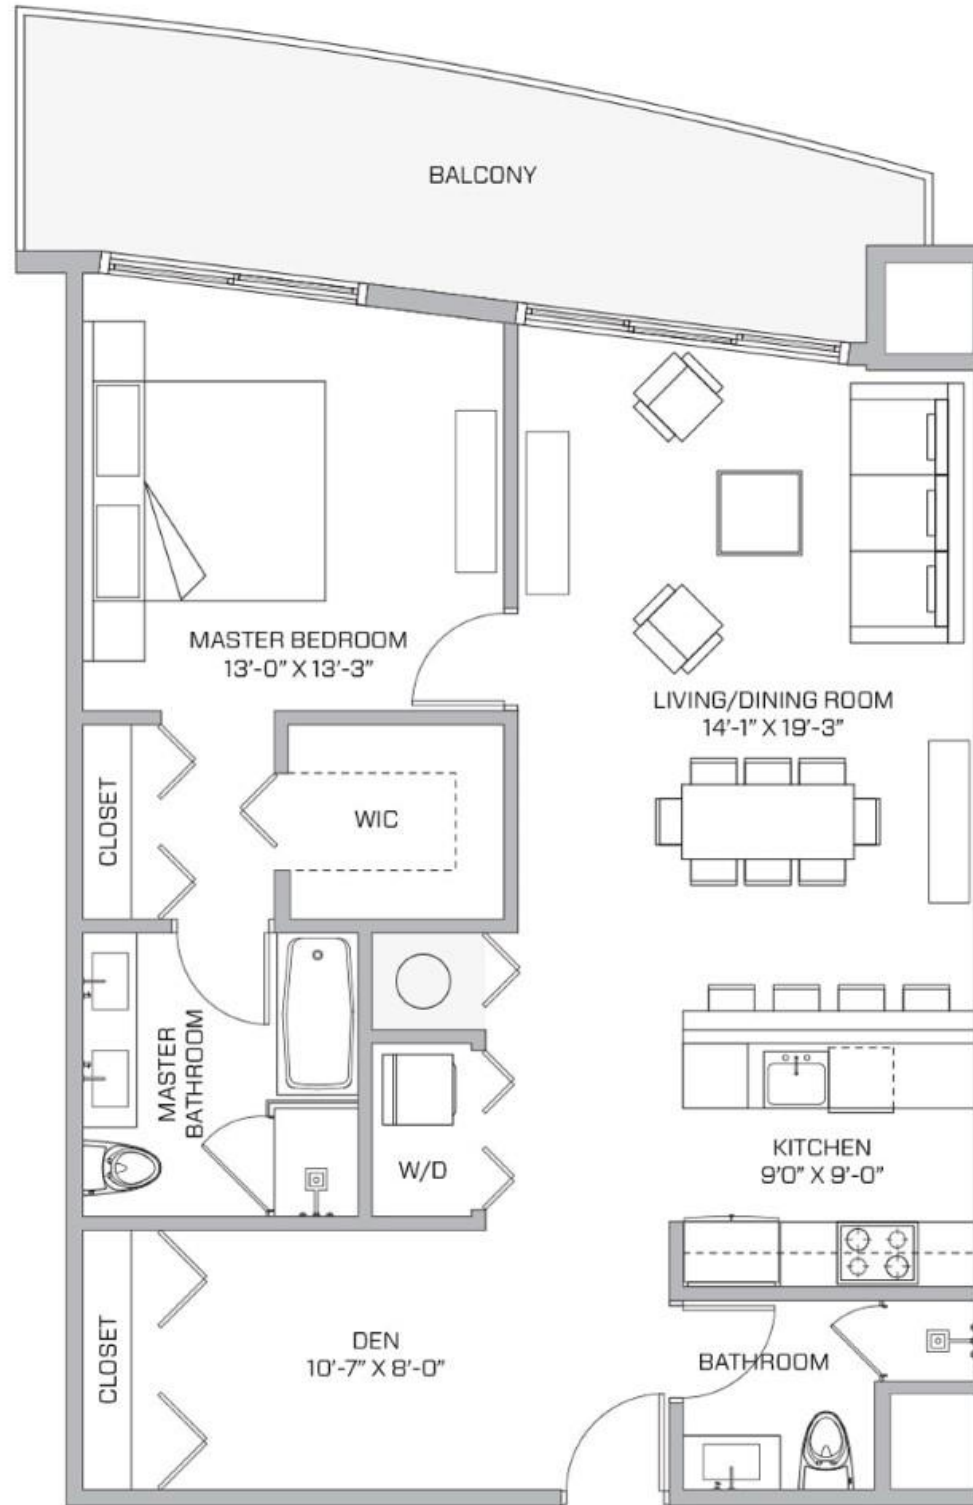 BALCONY
MASTER BEDROOM
13'-0" X 13'-3"
LIVING/DINING ROOM
14'-1" X 19'-3"
CLOSET
WIC
MASTER
BATHROOM
W/D
KITCHEN
9'0" X 9'-0"
CLOSET
DEN
10'-7" X 8'-0"
BATHROOM